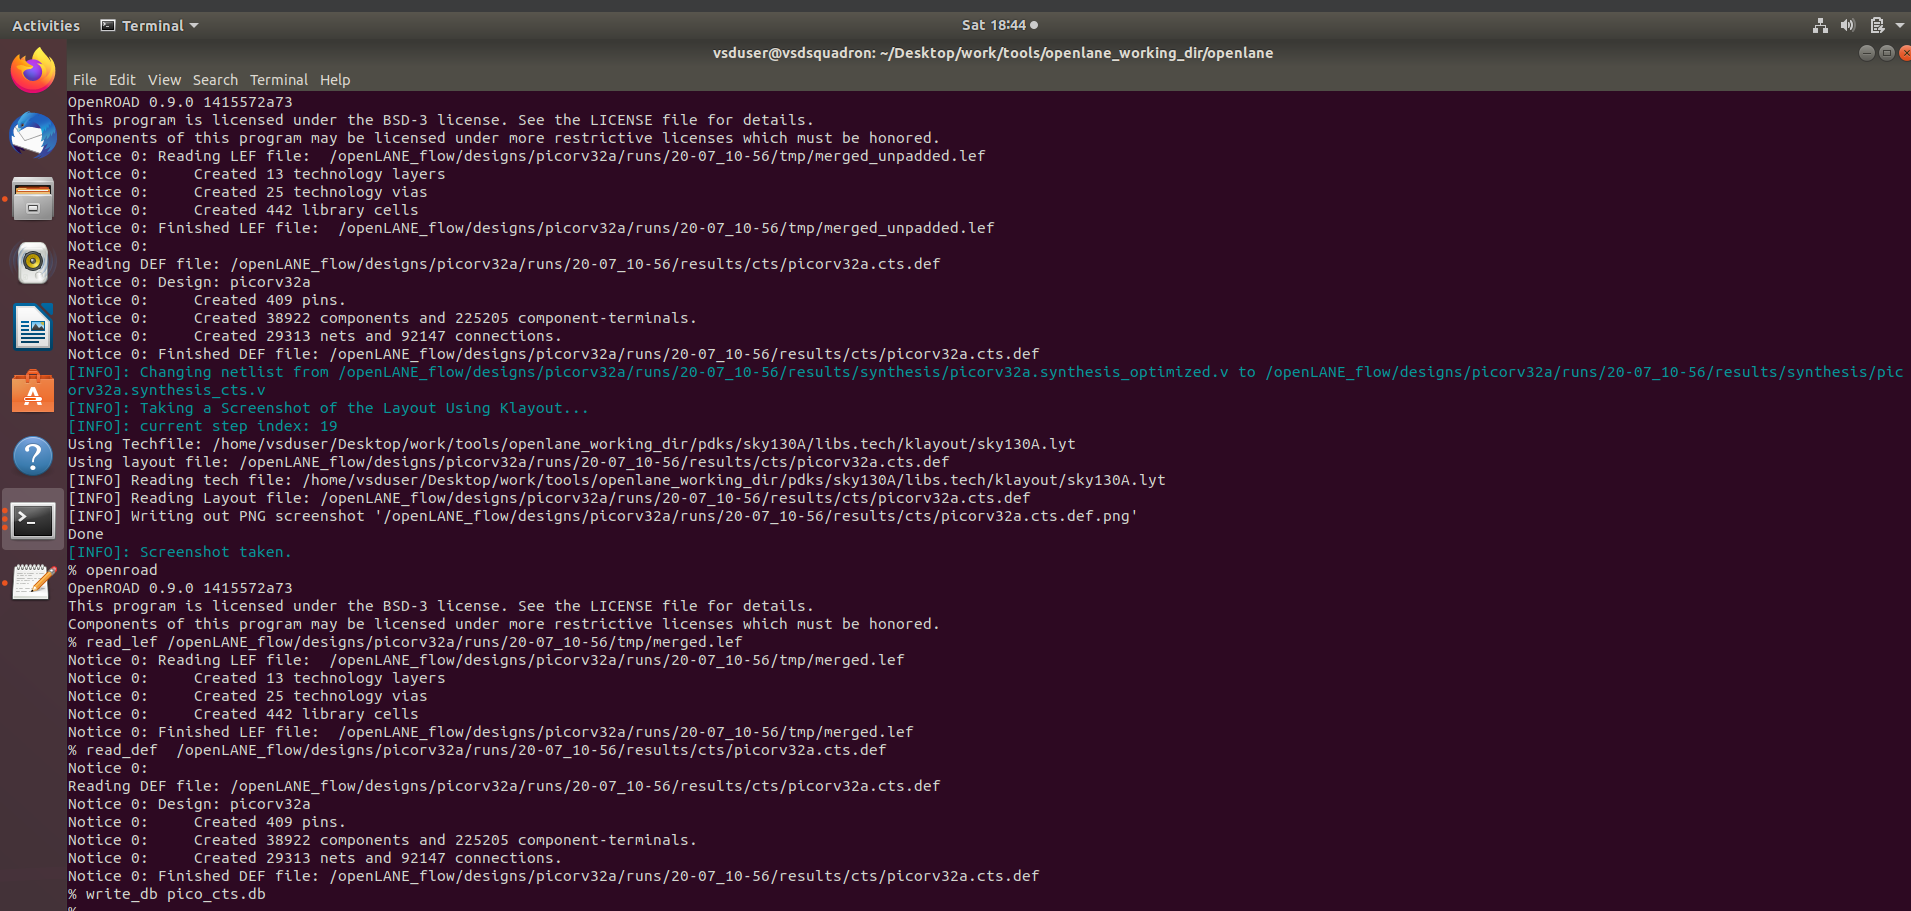 Activities Terminal Sat 18:44
vsduser@vsdsquadron: ~/Desktop/work/tools/openlane_working_dir/openlane
File Edit View Search Terminal Help
OpenROAD 0.9.0 1415572a73
This program is licensed under the BSD-3 license. See the LICENSE file for details.
Components of this program may be licensed under more restrictive licenses which must be honored.
Notice 0: Reading LEF file:  /openLANE_flow/designs/picorv32a/runs/20-07_10-56/tmp/merged_unpadded.lef
Notice 0:     Created 13 technology layers
Notice 0:     Created 25 technology vias
Notice 0:     Created 442 library cells
Notice 0: Finished LEF file:  /openLANE_flow/designs/picorv32a/runs/20-07_10-56/tmp/merged_unpadded.lef
Notice 0:
Reading DEF file: /openLANE_flow/designs/picorv32a/runs/20-07_10-56/results/cts/picorv32a.cts.def
Notice 0: Design: picorv32a
Notice 0:     Created 409 pins.
Notice 0:     Created 38922 components and 225205 component-terminals.
Notice 0:     Created 29313 nets and 92147 connections.
Notice 0: Finished DEF file: /openLANE_flow/designs/picorv32a/runs/20-07_10-56/results/cts/picorv32a.cts.def
[INFO]: Changing netlist from /openLANE_flow/designs/picorv32a/runs/20-07_10-56/results/synthesis/picorv32a.synthesis_optimized.v to /openLANE_flow/designs/picorv32a/runs/20-07_10-56/results/synthesis/pic
orv32a.synthesis_cts.v
[INFO]: Taking a Screenshot of the Layout Using Klayout...
[INFO]: current step index: 19
Using Techfile: /home/vsduser/Desktop/work/tools/openlane_working_dir/pdks/sky130A/libs.tech/klayout/sky130A.lyt
Using layout file: /openLANE_flow/designs/picorv32a/runs/20-07_10-56/results/cts/picorv32a.cts.def
[INFO] Reading tech file: /home/vsduser/Desktop/work/tools/openlane_working_dir/pdks/sky130A/libs.tech/klayout/sky130A.lyt
[INFO] Reading Layout file: /openLANE_flow/designs/picorv32a/runs/20-07_10-56/results/cts/picorv32a.cts.def
[INFO] Writing out PNG screenshot '/openLANE_flow/designs/picorv32a/runs/20-07_10-56/results/cts/picorv32a.cts.def.png'
Done
[INFO]: Screenshot taken.
% openroad
OpenROAD 0.9.0 1415572a73
This program is licensed under the BSD-3 license. See the LICENSE file for details.
Components of this program may be licensed under more restrictive licenses which must be honored.
% read_lef /openLANE_flow/designs/picorv32a/runs/20-07_10-56/tmp/merged.lef
Notice 0: Reading LEF file:  /openLANE_flow/designs/picorv32a/runs/20-07_10-56/tmp/merged.lef
Notice 0:     Created 13 technology layers
Notice 0:     Created 25 technology vias
Notice 0:     Created 442 library cells
Notice 0: Finished LEF file:  /openLANE_flow/designs/picorv32a/runs/20-07_10-56/tmp/merged.lef
% read_def  /openLANE_flow/designs/picorv32a/runs/20-07_10-56/results/cts/picorv32a.cts.def
Notice 0:
Reading DEF file: /openLANE_flow/designs/picorv32a/runs/20-07_10-56/results/cts/picorv32a.cts.def
Notice 0: Design: picorv32a
Notice 0:     Created 409 pins.
Notice 0:     Created 38922 components and 225205 component-terminals.
Notice 0:     Created 29313 nets and 92147 connections.
Notice 0: Finished DEF file: /openLANE_flow/designs/picorv32a/runs/20-07_10-56/results/cts/picorv32a.cts.def
% write_db pico_cts.db
%